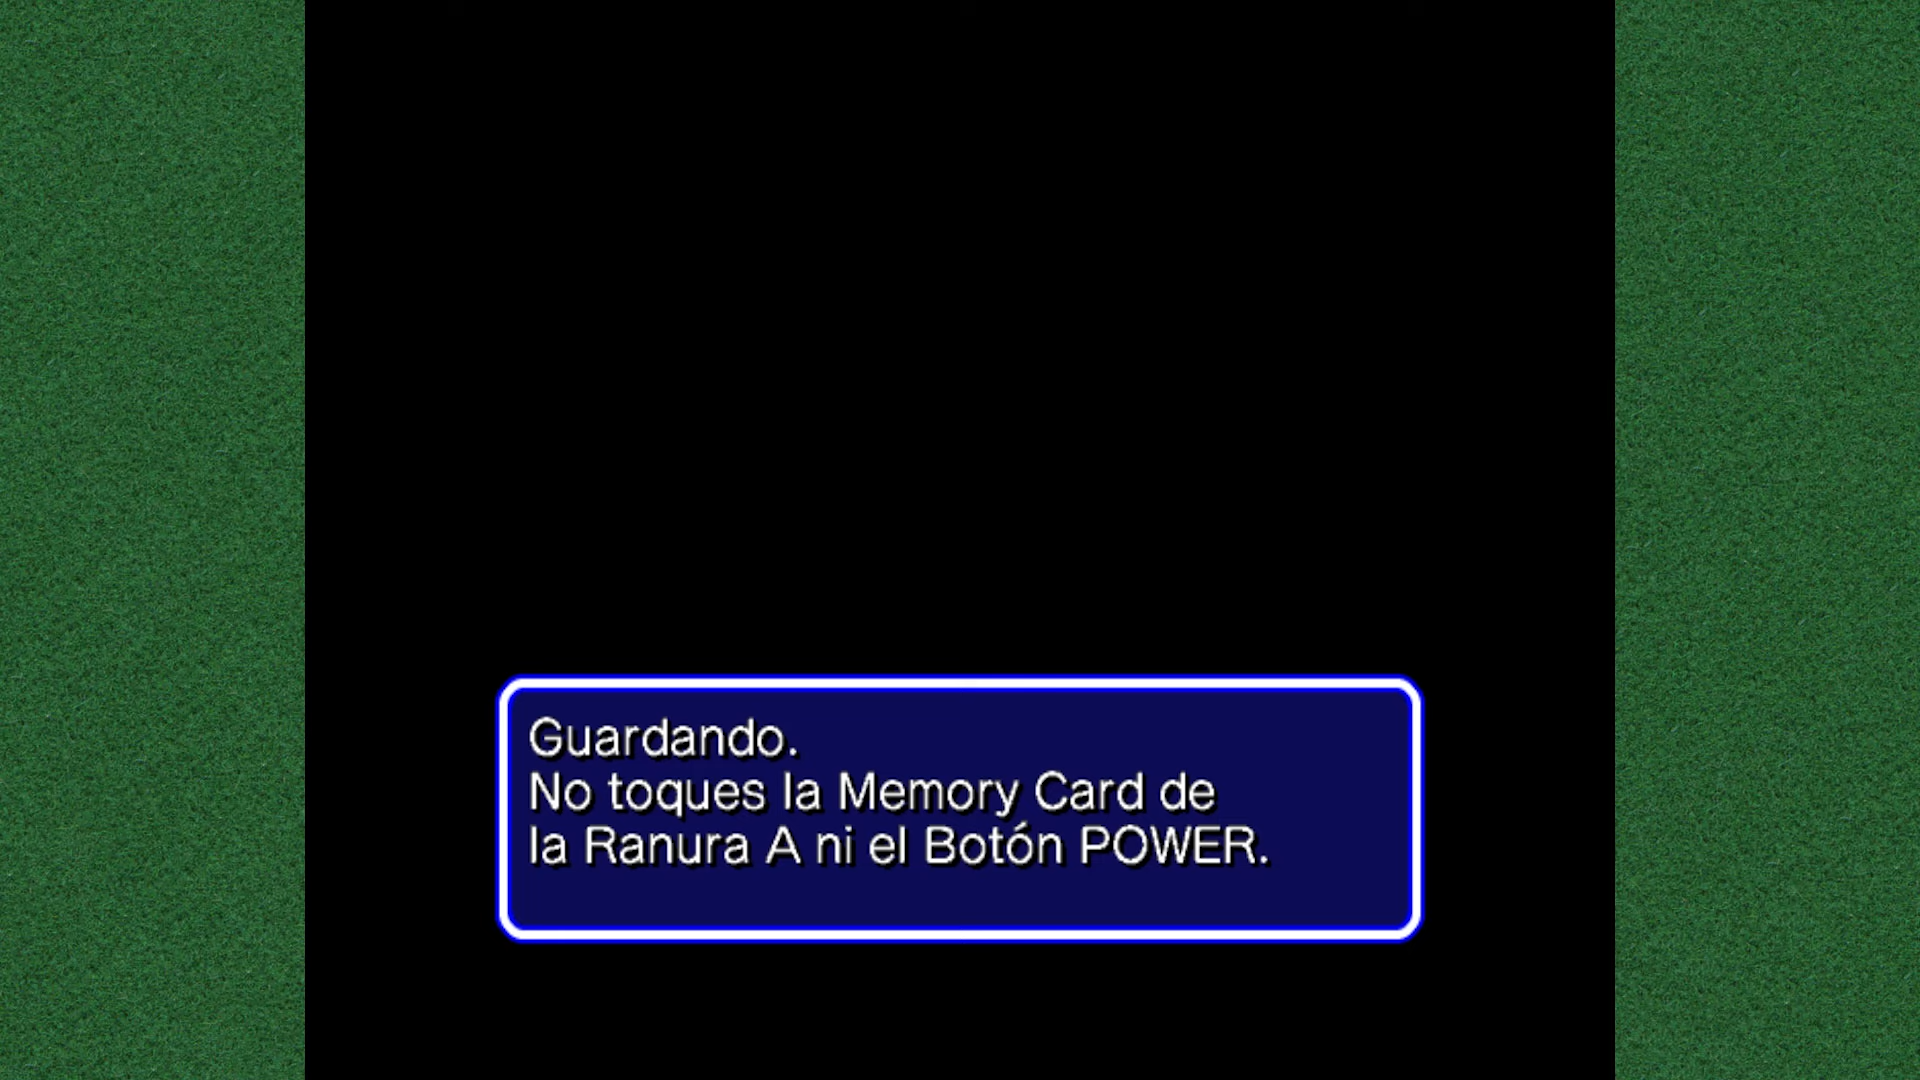 Guardando.
No toques la Memory Card de
la Ranura A ni el Botón POWER.